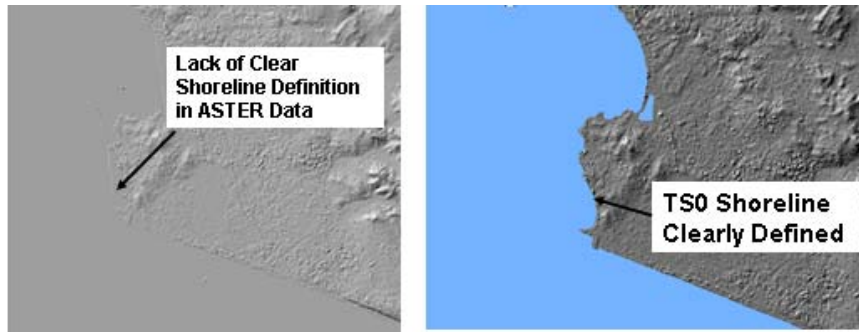 Lack of Clear
Shoreline Definition
in ASTER Data
TS0 Shoreline
Clearly Defined